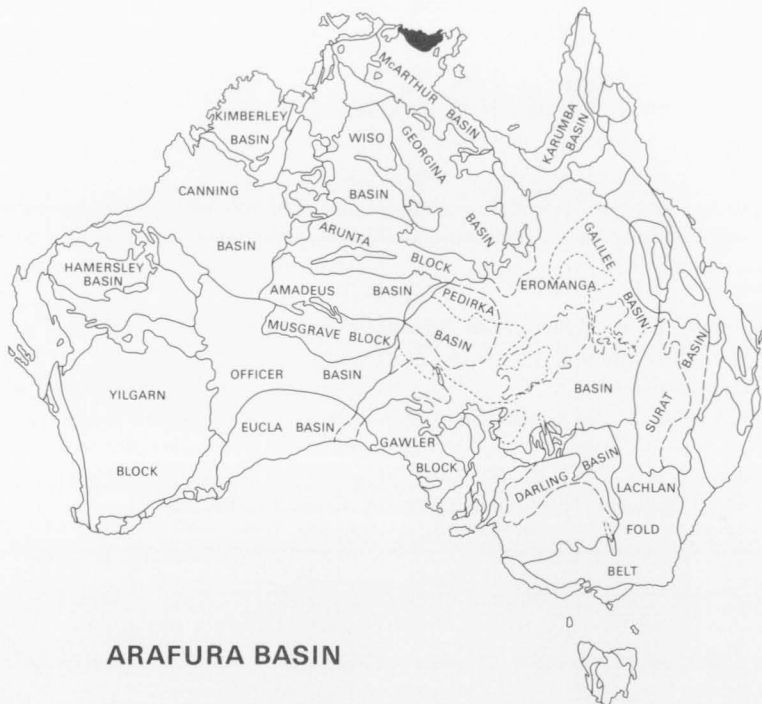 McARTHUR BASIN
KIMBERLEY
BASIN
WISO
BASIN
GEORGINA
BASIN
KARUMBA
BASIN
CANNING
BASIN
ARUNTA
BLOCK
GALILEE
BASIN
HAMERSLEY
BASIN
AMADEUS
BASIN
PEDIRKA
BASIN
EROMANGA
BASIN
MUSGRAVE BLOCK
OFFICER
BASIN
YILGARN
BLOCK
EUCLA BASIN
GAWLER
BLOCK
SURAT
BASIN
DARLING
BASIN
LACHLAN
FOLD
BELT
ARAFURA BASIN